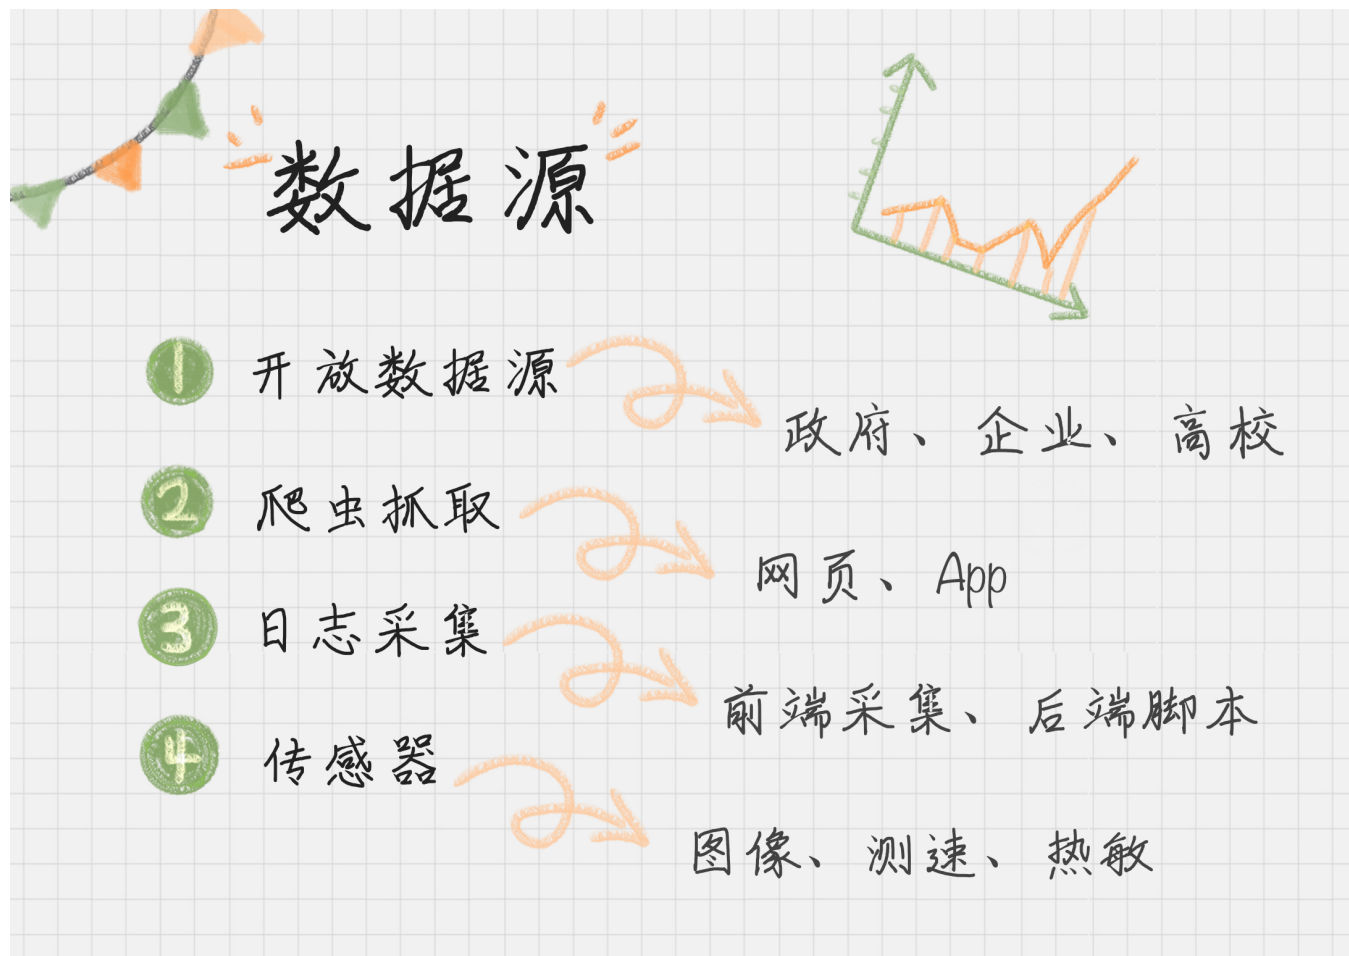 数据源
1 开放数据源
政府、企业、高校
2 爬虫抓取
网页、App
3 日志采集
前端采集、后端脚本
4 传感器
图像、测速、热敏